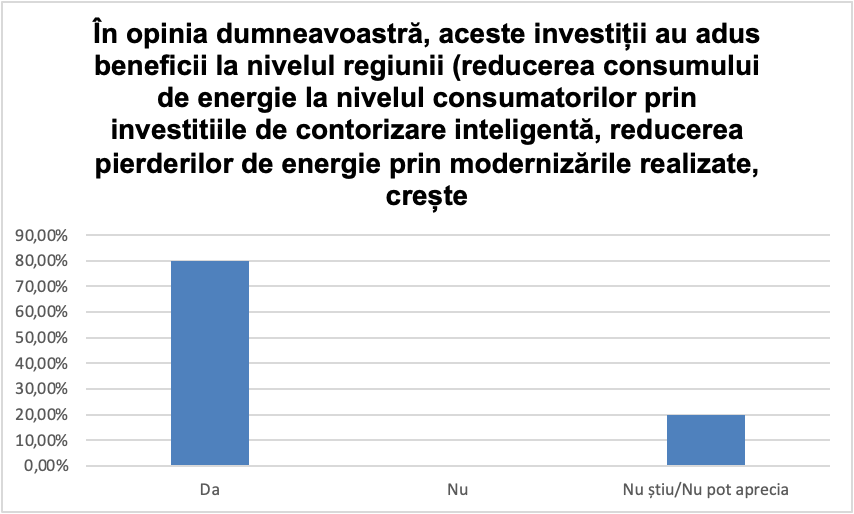 În opinia dumneavoastră, aceste investiții au adus
beneficii la nivelul regiunii (reducerea consumului
de energie la nivelul consumatorilor prin
investitiile de contorizare inteligentă, reducerea
pierderilor de energie prin modernizările realizate,
crește
90,00%
80,00%
70,00%
60,00%
50,00%
40,00%
30,00%
20,00%
10,00%
0,00%
Da Nu Nu știu/Nu pot aprecia